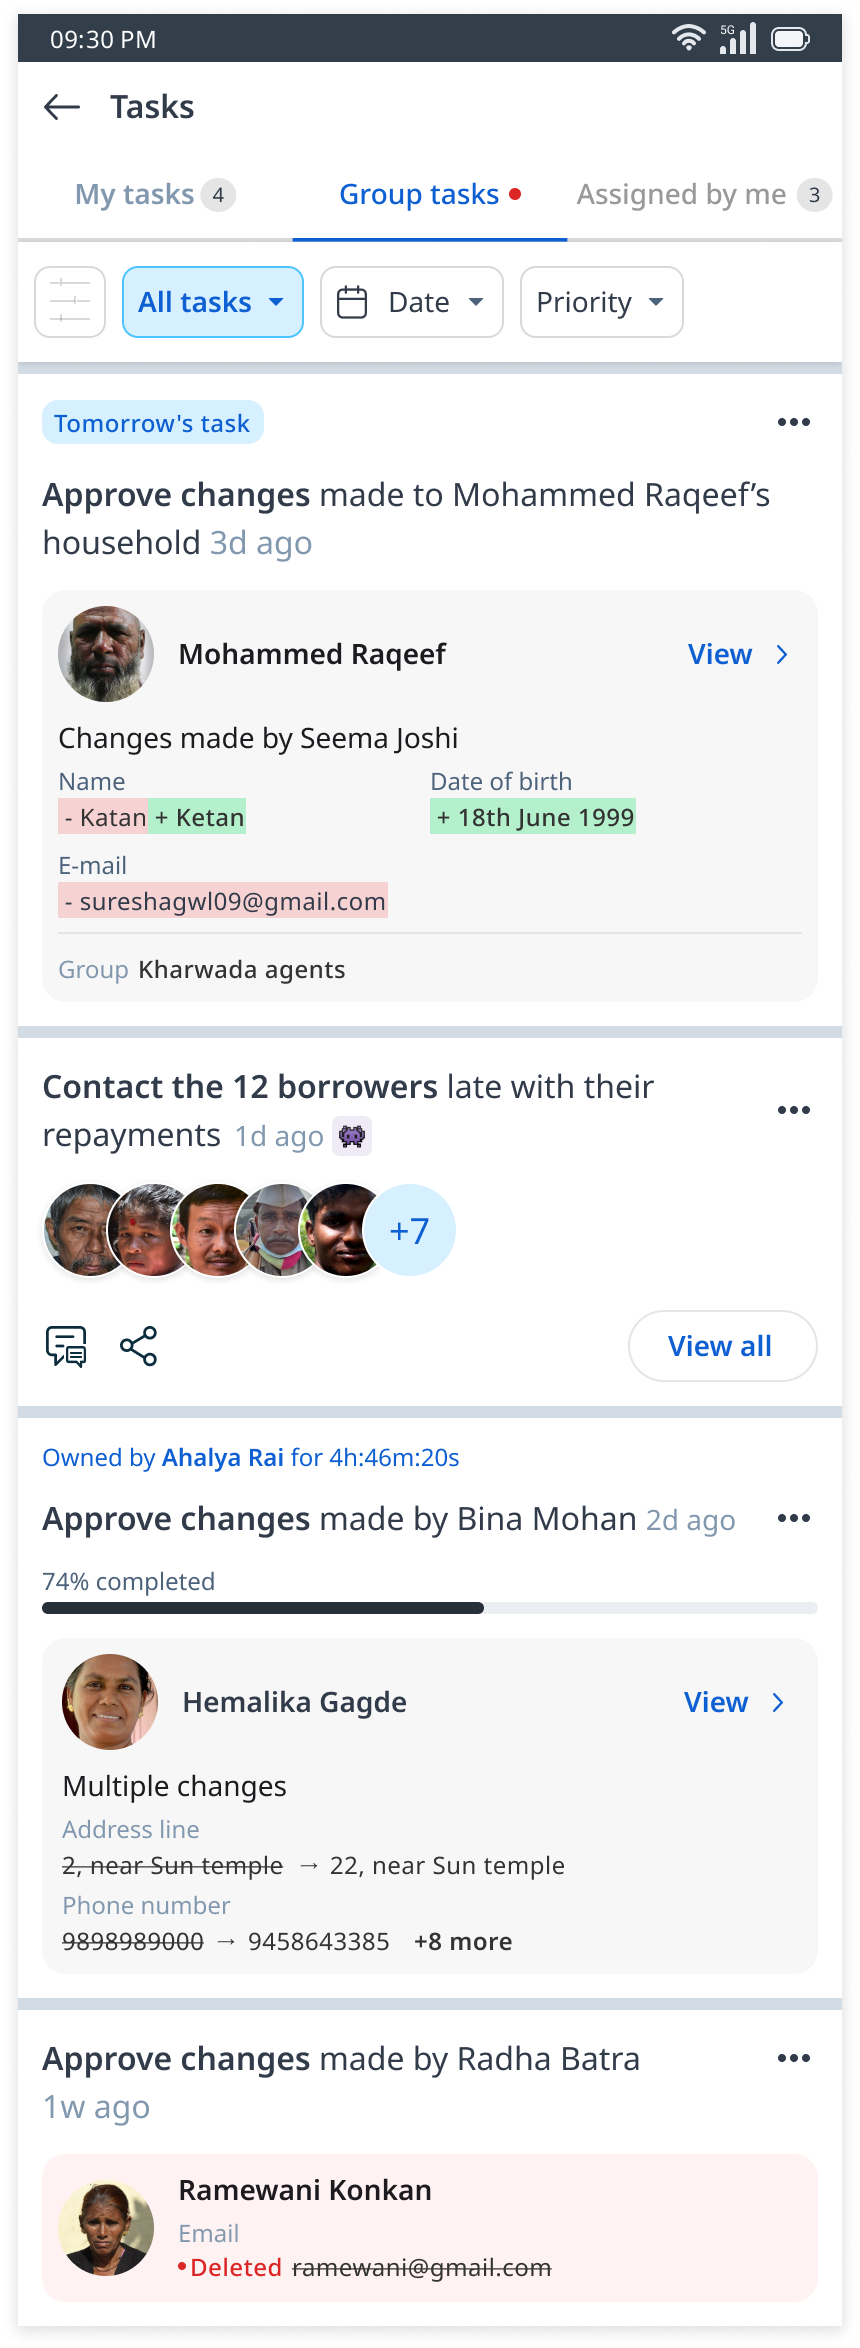 09:30 PM 5G
Tasks
My tasks 4 Group tasks Assigned by me 3
All tasks Date Priority
Tomorrow's task
Approve changes made to Mohammed Raqeef’s
household 3d ago
Mohammed Raqeef View
Changes made by Seema Joshi
Name Date of birth
- Katan + Ketan + 18th June 1999
E-mail
- sureshagwl09@gmail.com
Group Kharwada agents
Contact the 12 borrowers late with their
repayments 1d ago
+7
View all
Owned by Ahalya Rai for 4h:46m:20s
Approve changes made by Bina Mohan 2d ago
74% completed
Hemalika Gagde View
Multiple changes
Address line
2, near Sun temple → 22, near Sun temple
Phone number
9898989000 → 9458643385 +8 more
Approve changes made by Radha Batra
1w ago
Ramewani Konkan
Email
•Deleted ramewani@gmail.com